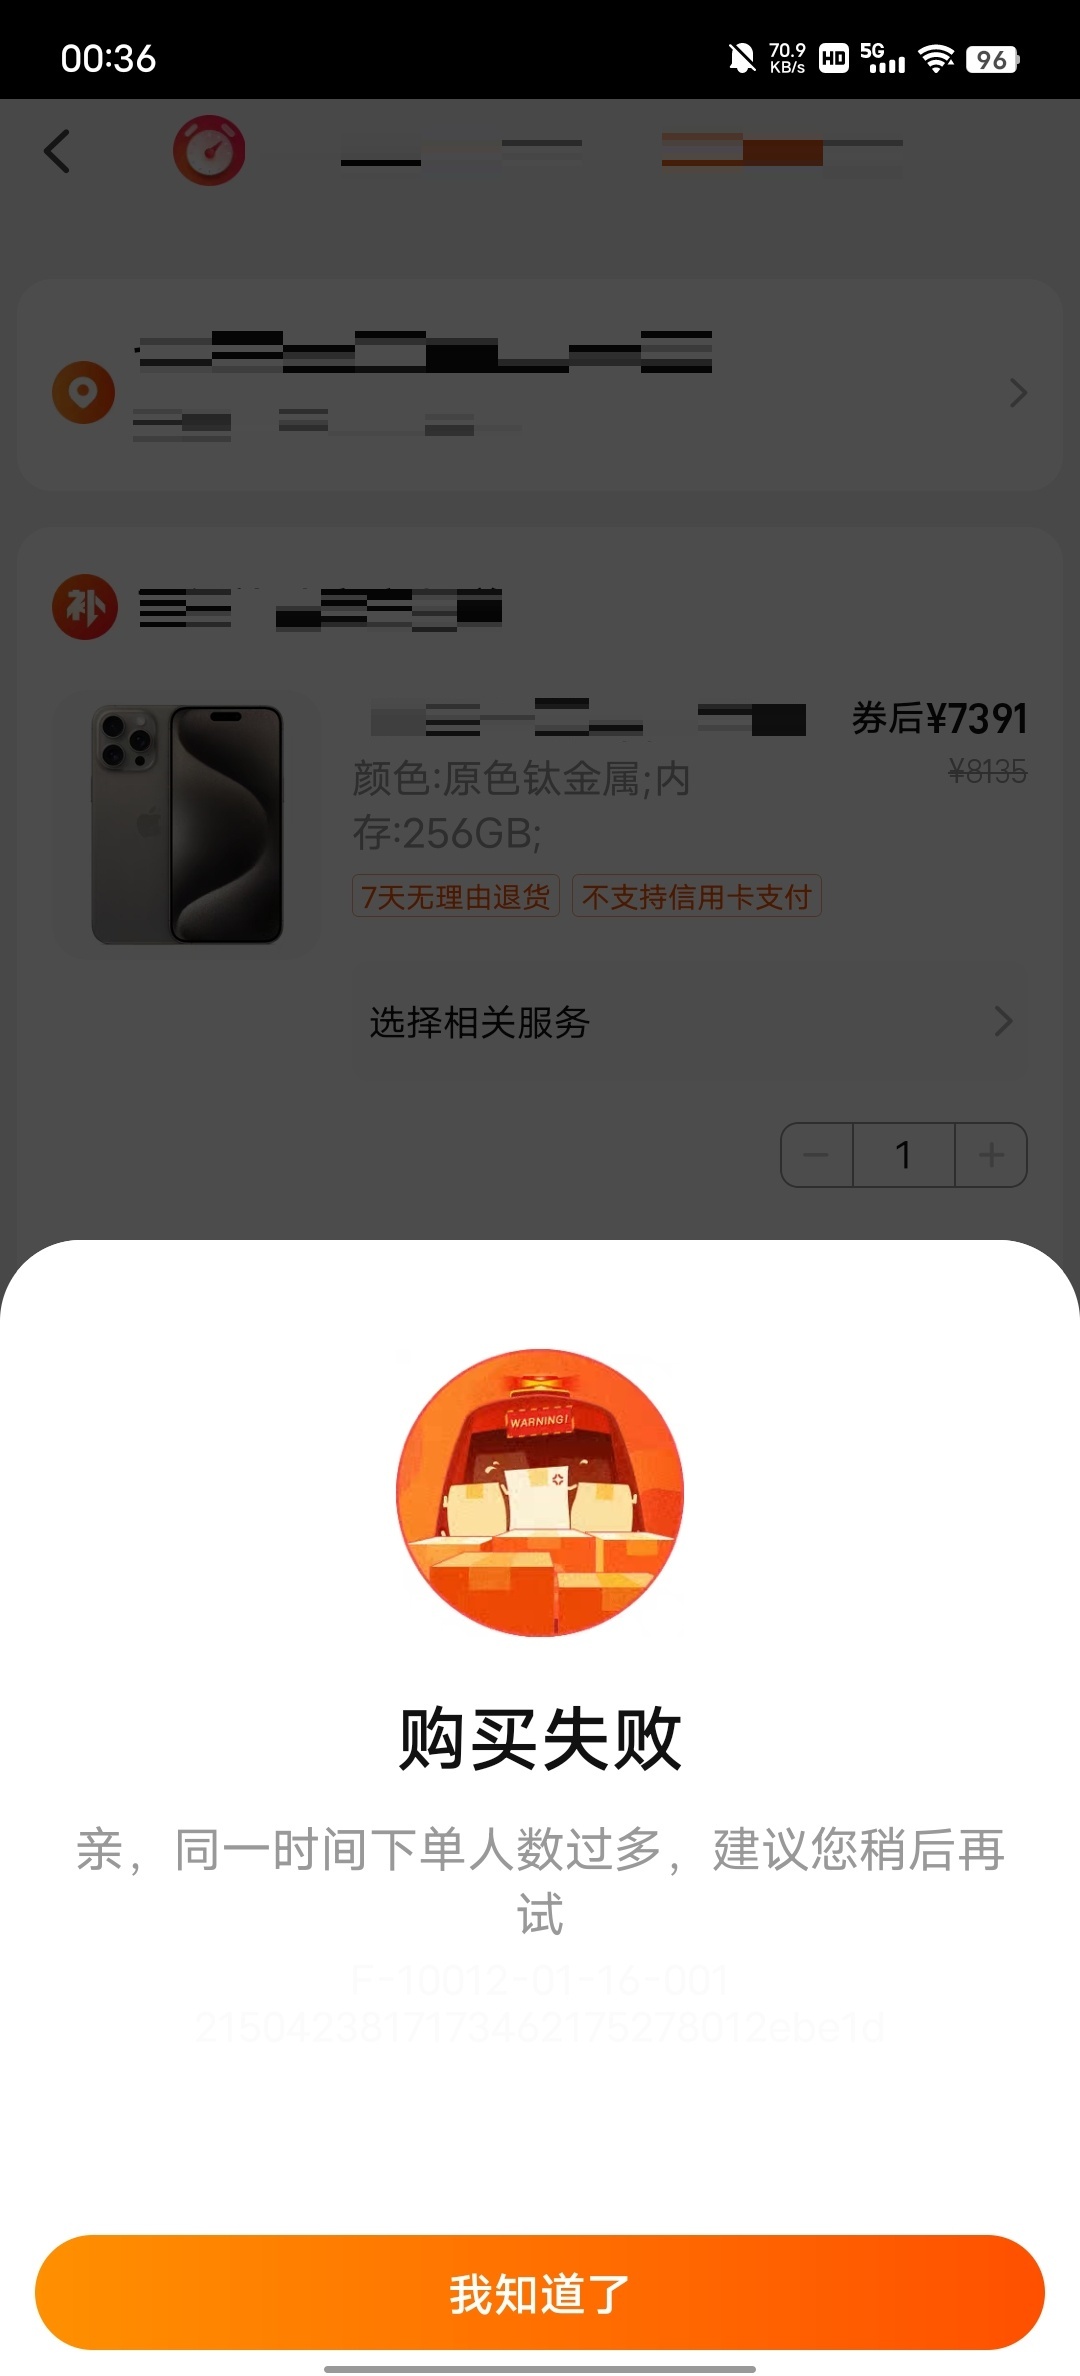 00:36
70.9
KB/s
HD
5G
96
补
券后¥7391
¥8135
颜色:原色钛金属;内
存:256GB;
7天无理由退货
不支持信用卡支付
选择相关服务
1
WARNING!
购买失败
亲，同一时间下单人数过多，建议您稍后再
试
F-10012-01-16-001
2150423817173462175278012ebe1d
我知道了